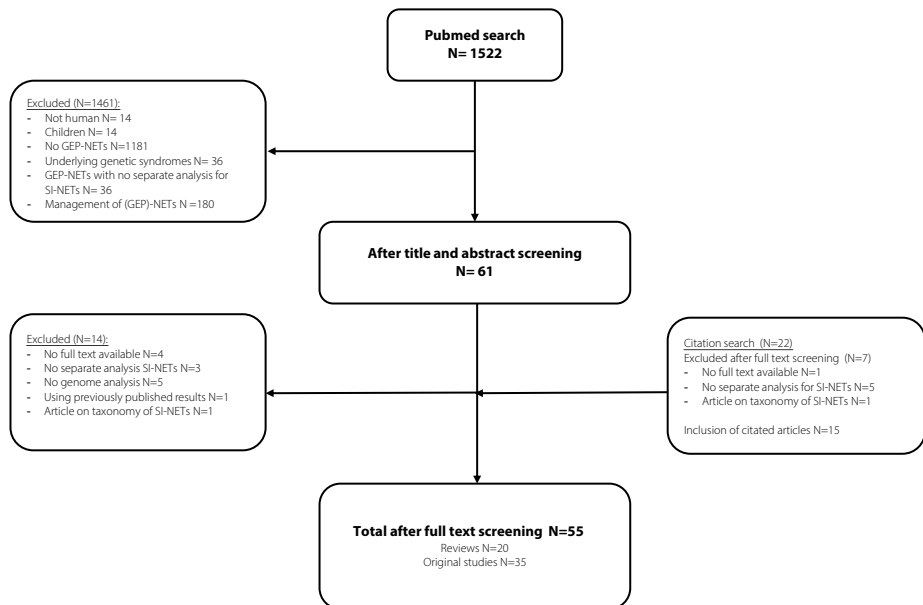 Pubmed search
N= 1522
Excluded (N=1461):
- Not human N= 14
- Children N= 14
- No GEP-NETs N=1181
- Underlying genetic syndromes N= 36
- GEP-NETs with no separate analysis for
SI-NETs N= 36
- Management of (GEP)-NETs N =180
After title and abstract screening
N= 61
Excluded (N=14):
- No full text available N=4
- No separate analysis SI-NETs N=3
- No genome analysis N=5
- Using previously published results N=1
- Article on taxonomy of SI-NETs N=1
Citation search (N=22)
Excluded after full text screening (N=7)
- No full text available N=1
- No separate analysis for SI-NETs N=5
- Article on taxonomy of SI-NETs N=1
Inclusion of citated articles N=15
Total after full text screening N=55
Reviews N=20
Original studies N=35